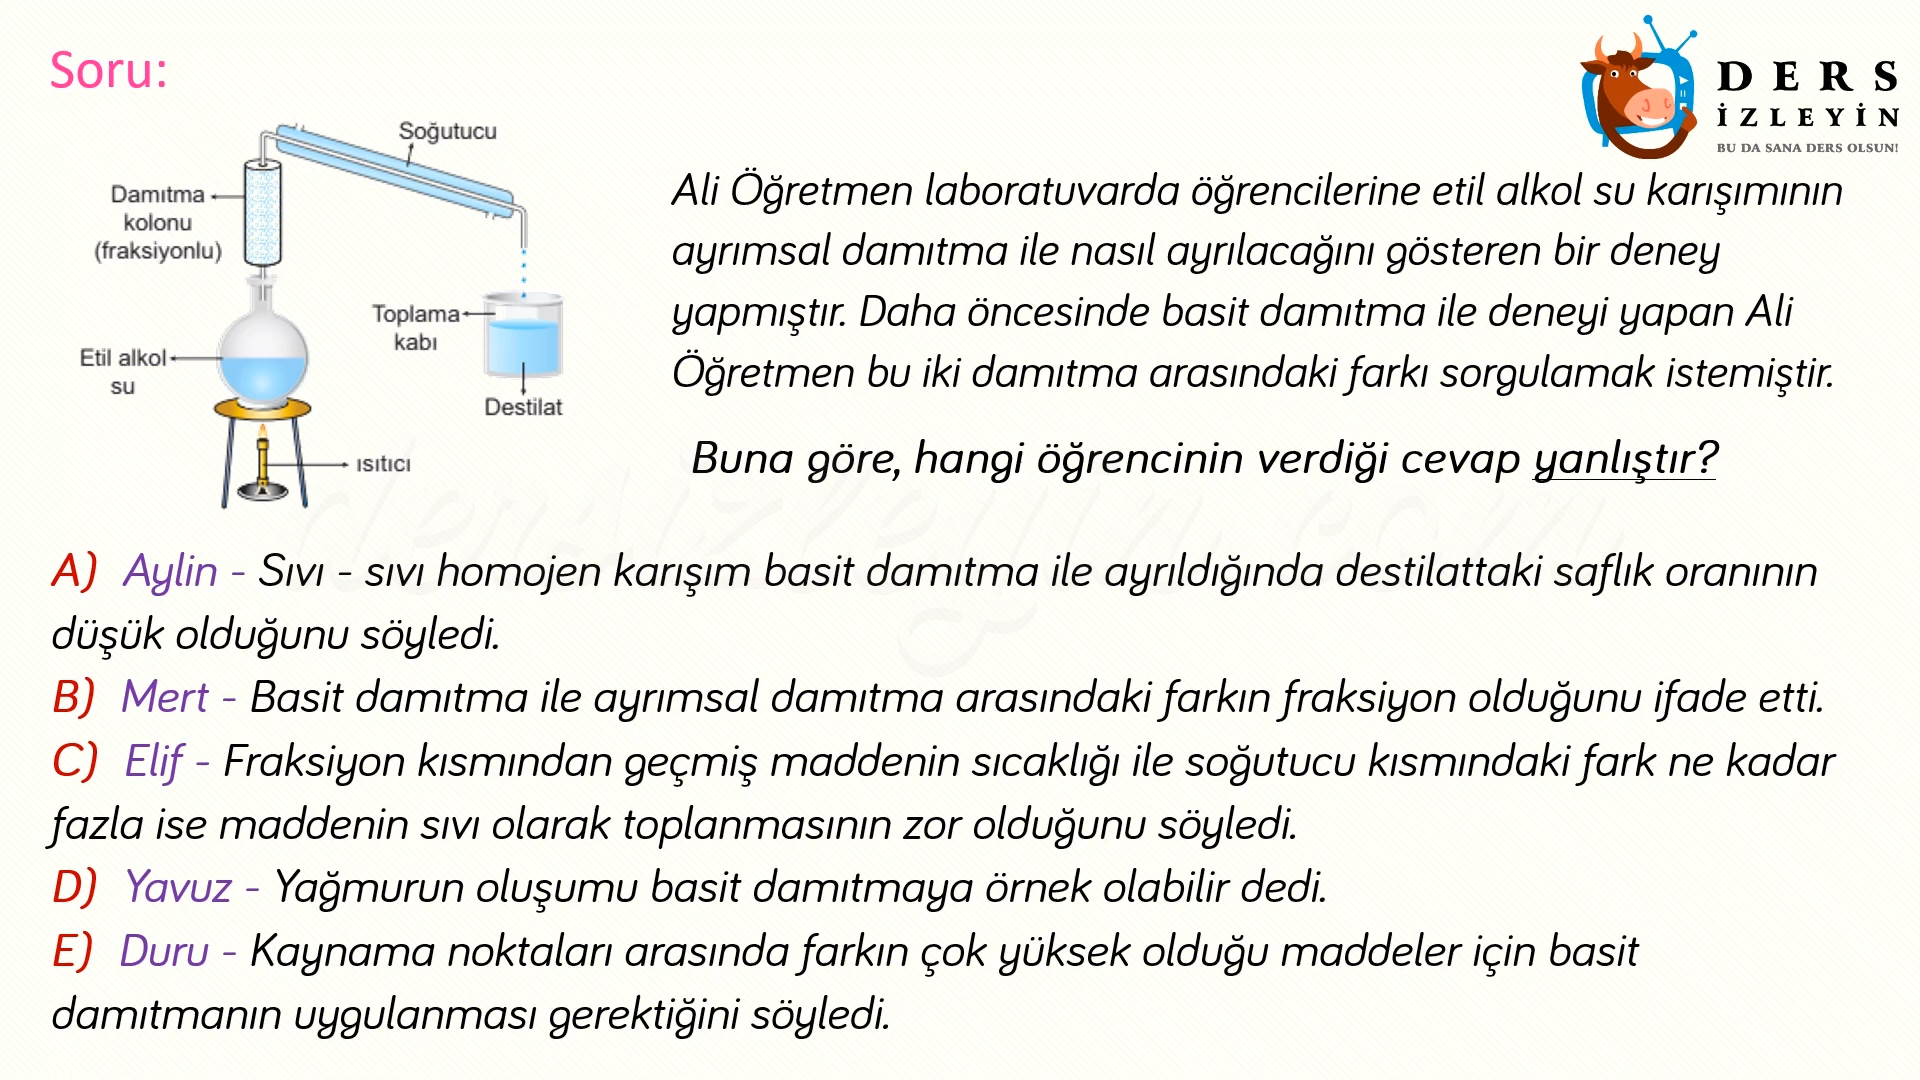 Soru:
DERS
İZLEYİN
BU DA SANA DERS OLSUN!
Soğutucu
Damıtma
kolonu
(fraksiyonlu)
Toplama
kabı
Etil alkol
su
Destilat
ısıtıcı
Ali Öğretmen laboratuvarda öğrencilerine etil alkol su karışımının
ayrımsal damıtma ile nasıl ayrılacağını gösteren bir deney
yapmıştır. Daha öncesinde basit damıtma ile deneyi yapan Ali
Öğretmen bu iki damıtma arasındaki farkı sorgulamak istemiştir.
Buna göre, hangi öğrencinin verdiği cevap yanlıştır?
dersizleyin.com
A) Aylin - Sıvı - sıvı homojen karışım basit damıtma ile ayrıldığında destilattaki saflık oranının
düşük olduğunu söyledi.
B) Mert - Basit damıtma ile ayrımsal damıtma arasındaki farkın fraksiyon olduğunu ifade etti.
C) Elif - Fraksiyon kısmından geçmiş maddenin sıcaklığı ile soğutucu kısmındaki fark ne kadar
fazla ise maddenin sıvı olarak toplanmasının zor olduğunu söyledi.
D) Yavuz - Yağmurun oluşumu basit damıtmaya örnek olabilir dedi.
E) Duru - Kaynama noktaları arasında farkın çok yüksek olduğu maddeler için basit
damıtmanın uygulanması gerektiğini söyledi.